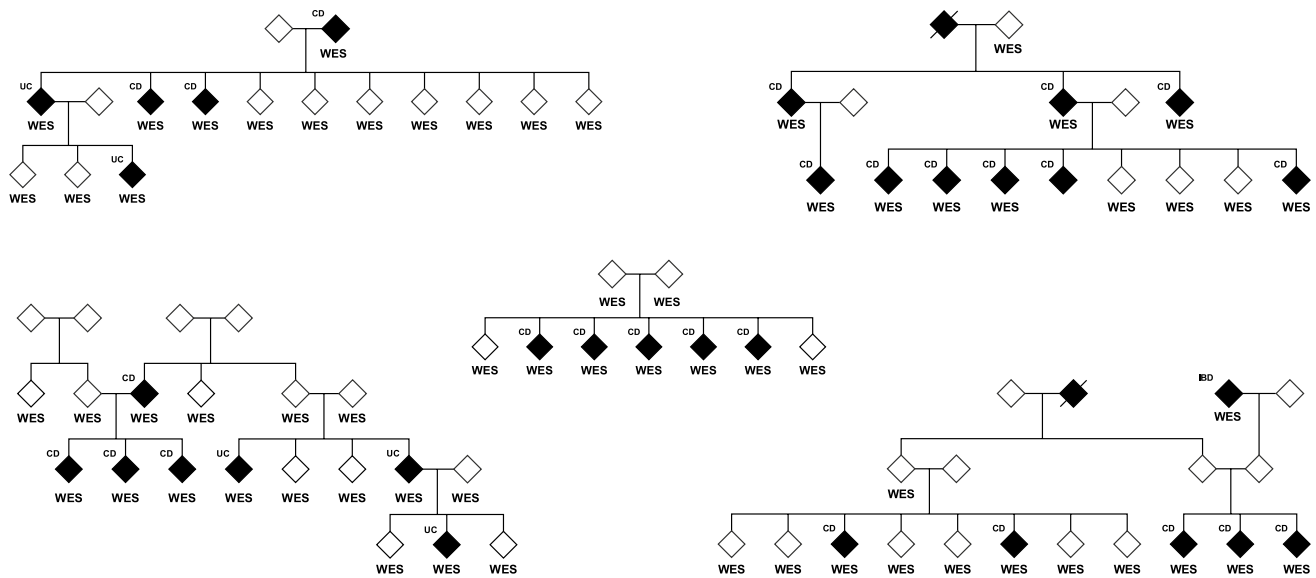 CD
WES
UC CD CD
WES WES WES WES WES WES WES WES WES WES
UC
WES WES WES
WES
CD CD CD
WES WES WES
CD CD CD CD CD CD
WES WES WES WES WES WES WES WES
WES WES
CD CD CD CD CD
WES WES WES WES WES WES WES
CD
WES WES WES WES WES WES
CD CD CD UC UC
WES WES WES WES WES WES WES WES
UC
WES WES WES
IBD
WES
WES
CD CD CD CD CD
WES WES WES WES WES WES WES WES WES WES WES